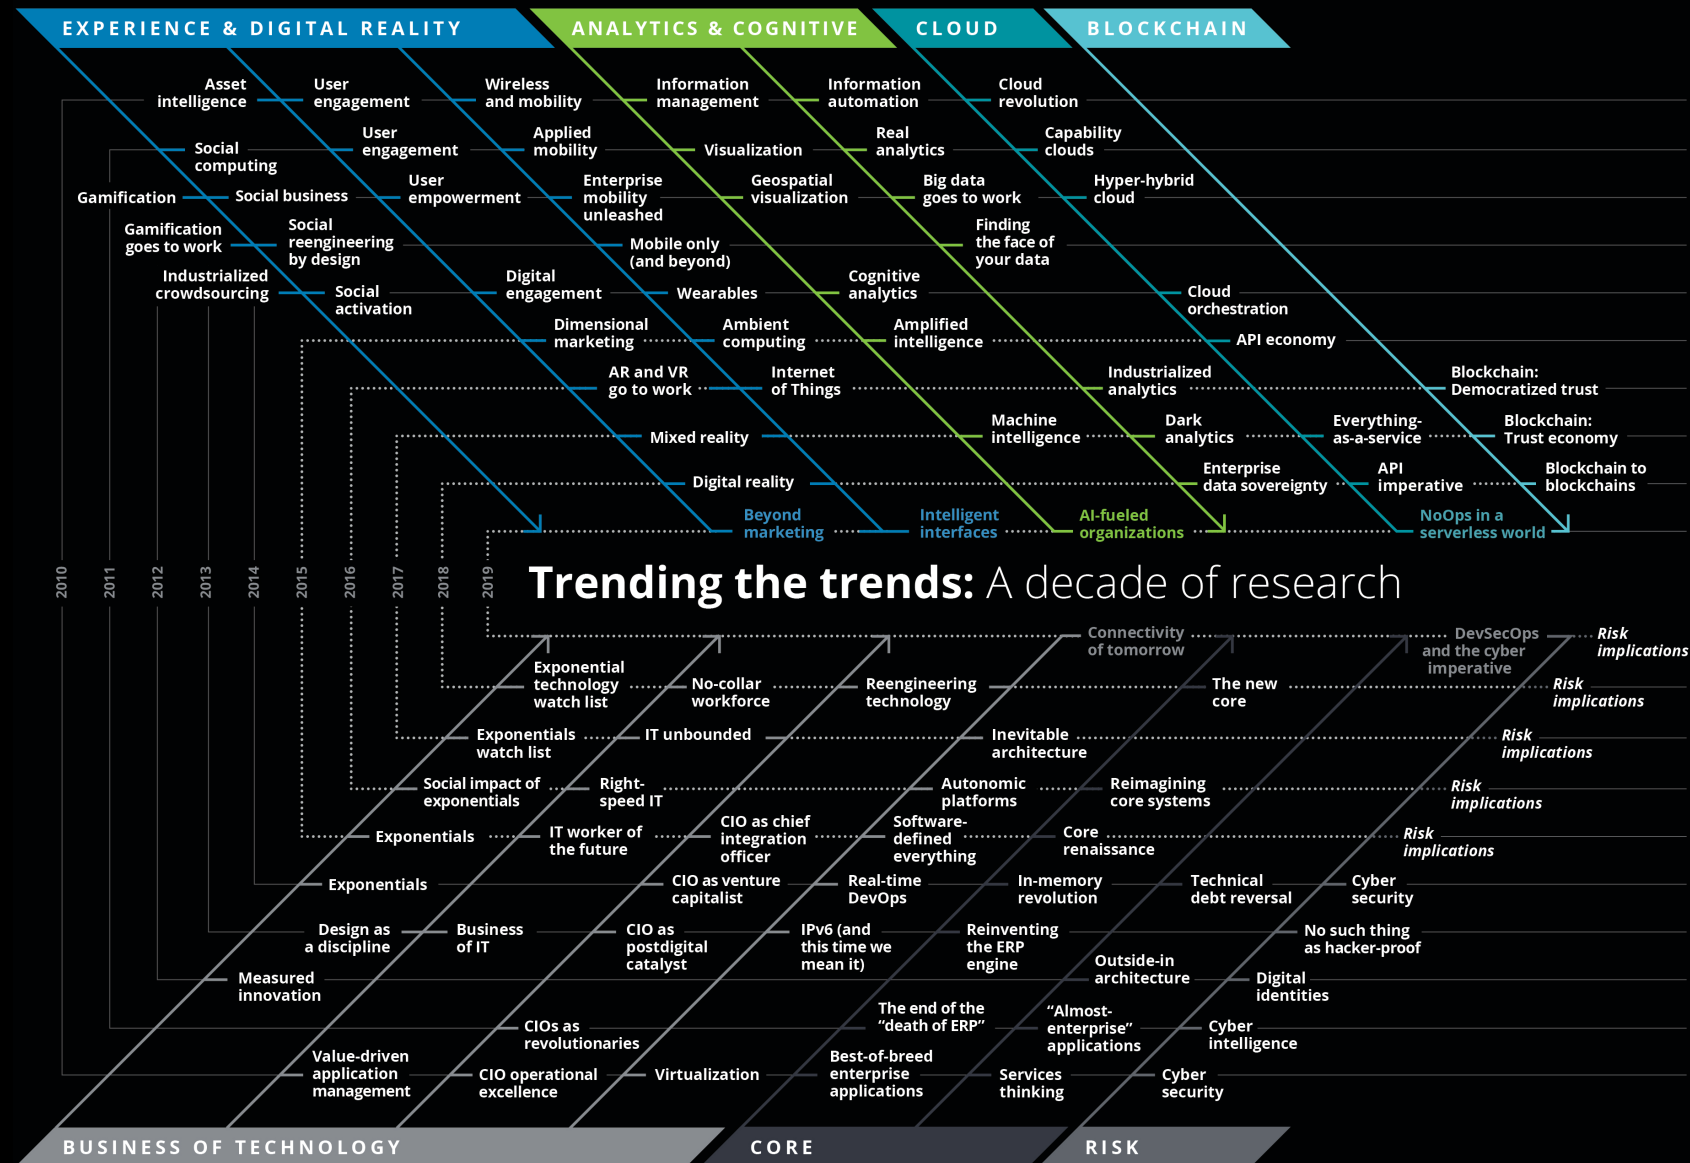 EXPERIENCE & DIGITAL REALITY
ANALYTICS & COGNITIVE
CLOUD
BLOCKCHAIN
Asset
intelligence
User
engagement
Wireless
and mobility
Information
management
Information
automation
Cloud
revolution
Social
computing
User
engagement
Applied
mobility
Visualization
Real
analytics
Capability
clouds
Gamification
Social business
User
empowerment
Enterprise
mobility
unleashed
Geospatial
visualization
Big data
goes to work
Hyper-hybrid
cloud
Gamification
goes to work
Social
reengineering
by design
Mobile only
(and beyond)
Finding
the face of
your data
Industrialized
crowdsourcing
Social
activation
Digital
engagement
Wearables
Cognitive
analytics
Cloud
orchestration
Dimensional
marketing
Ambient
computing
Amplified
intelligence
API economy
AR and VR
go to work
Internet
of Things
Industrialized
analytics
Blockchain:
Democratized trust
Mixed reality
Machine
intelligence
Dark
analytics
Everything-
as-a-service
Blockchain:
Trust economy
Digital reality
Enterprise
data sovereignty
API
imperative
Blockchain to
blockchains
Beyond
marketing
Intelligent
interfaces
AI-fueled
organizations
NoOps in a
serverless world
2010
2011
2012
2013
2014
2015
2016
2017
2018
2019
Trending the trends: A decade of research
Connectivity
of tomorrow
DevSecOps
and the cyber
imperative
Risk
implications
Exponential
technology
watch list
No-collar
workforce
Reengineering
technology
The new
core
Risk
implications
Exponentials
watch list
IT unbounded
Inevitable
architecture
Risk
implications
Social impact of
exponentials
Right-
speed IT
Autonomic
platforms
Reimagining
core systems
Risk
implications
Exponentials
IT worker of
the future
CIO as chief
integration
officer
Software-
defined
everything
Core
renaissance
Risk
implications
Exponentials
CIO as venture
capitalist
Real-time
DevOps
In-memory
revolution
Technical
debt reversal
Cyber
security
Design as
a discipline
Business
of IT
CIO as
postdigital
catalyst
IPv6 (and
this time we
mean it)
Reinventing
the ERP
engine
No such thing
as hacker-proof
Measured
innovation
Outside-in
architecture
Digital
identities
CIOs as
revolutionaries
The end of the
“death of ERP”
“Almost-
enterprise”
applications
Cyber
intelligence
Value-driven
application
management
CIO operational
excellence
Virtualization
Best-of-breed
enterprise
applications
Services
thinking
Cyber
security
BUSINESS OF TECHNOLOGY
CORE
RISK